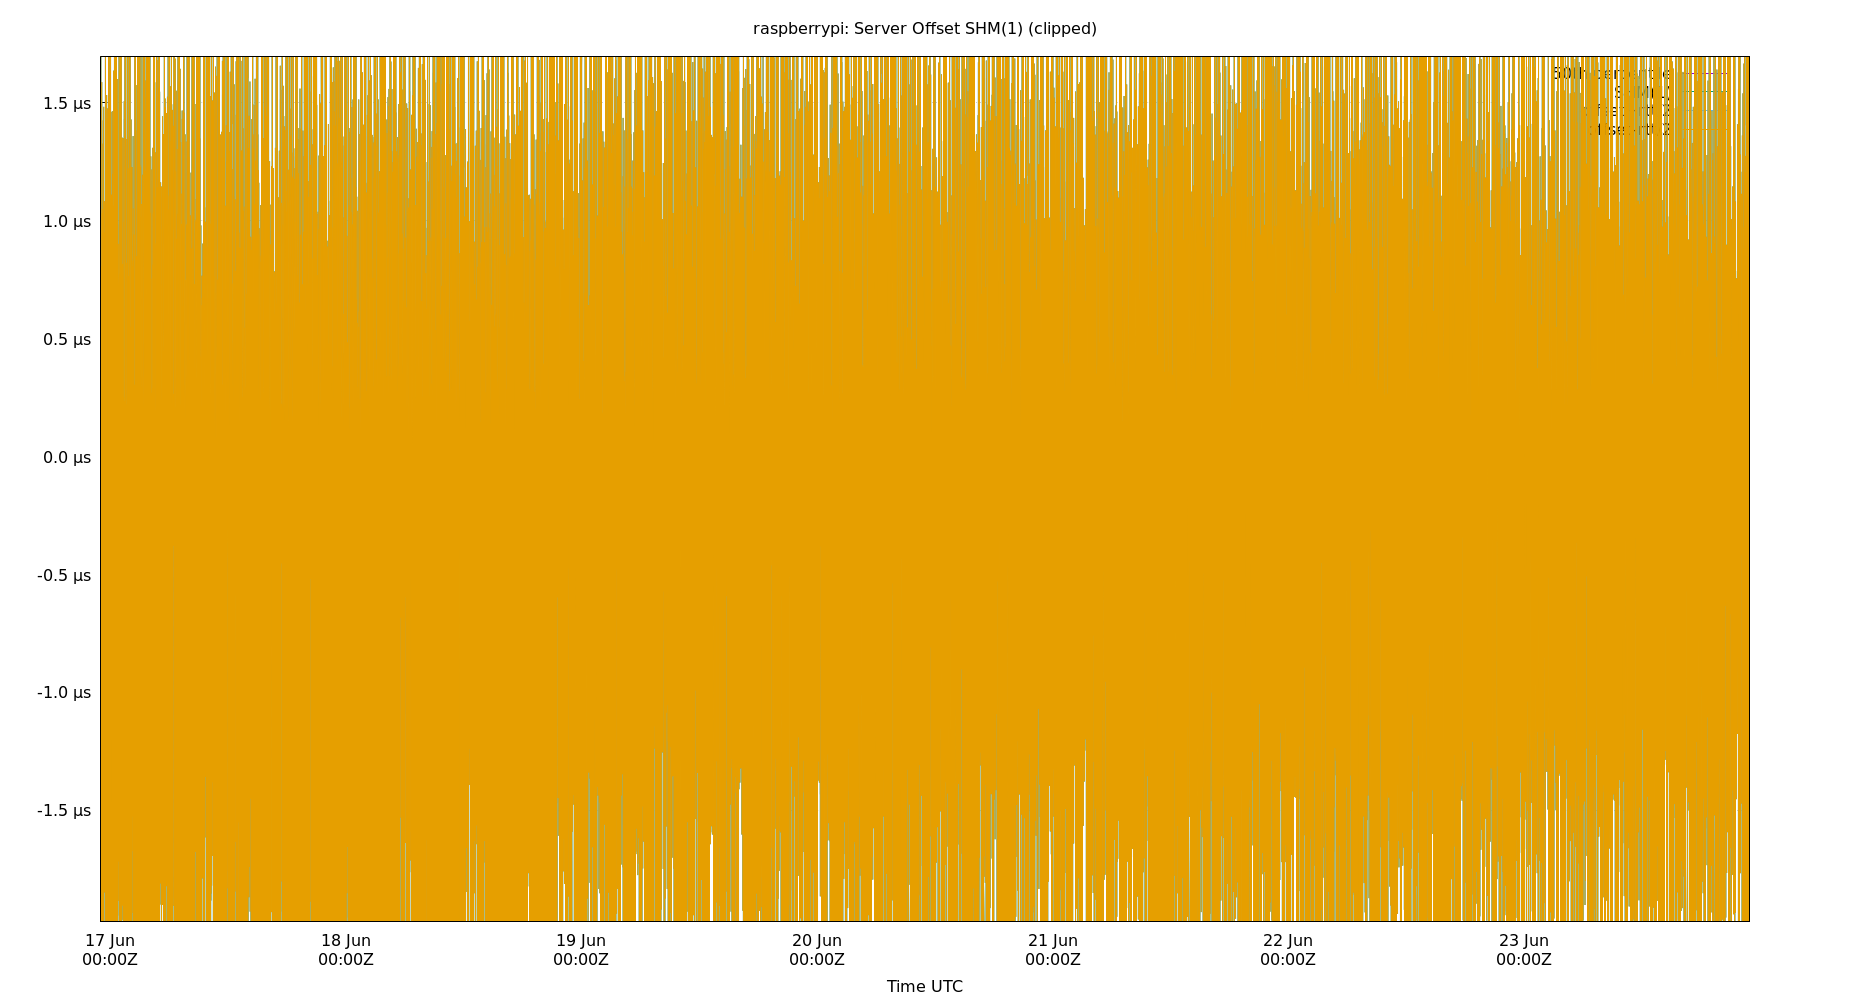 raspberrypi: Server Offset SHM(1) (clipped)
1.5 µs
1.0 µs
0.5 µs
0.0 µs
-0.5 µs
-1.0 µs
-1.5 µs
17 Jun 18 Jun 19 Jun 20 Jun 21 Jun 22 Jun 23 Jun
00:00Z 00:00Z 00:00Z 00:00Z 00:00Z 00:00Z 00:00Z
Time UTC